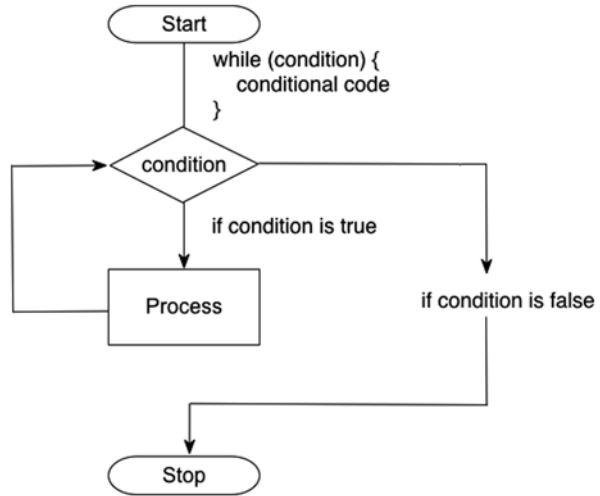 Start
while (condition) {
conditional code
}
condition
if condition is true
Process
if condition is false
Stop